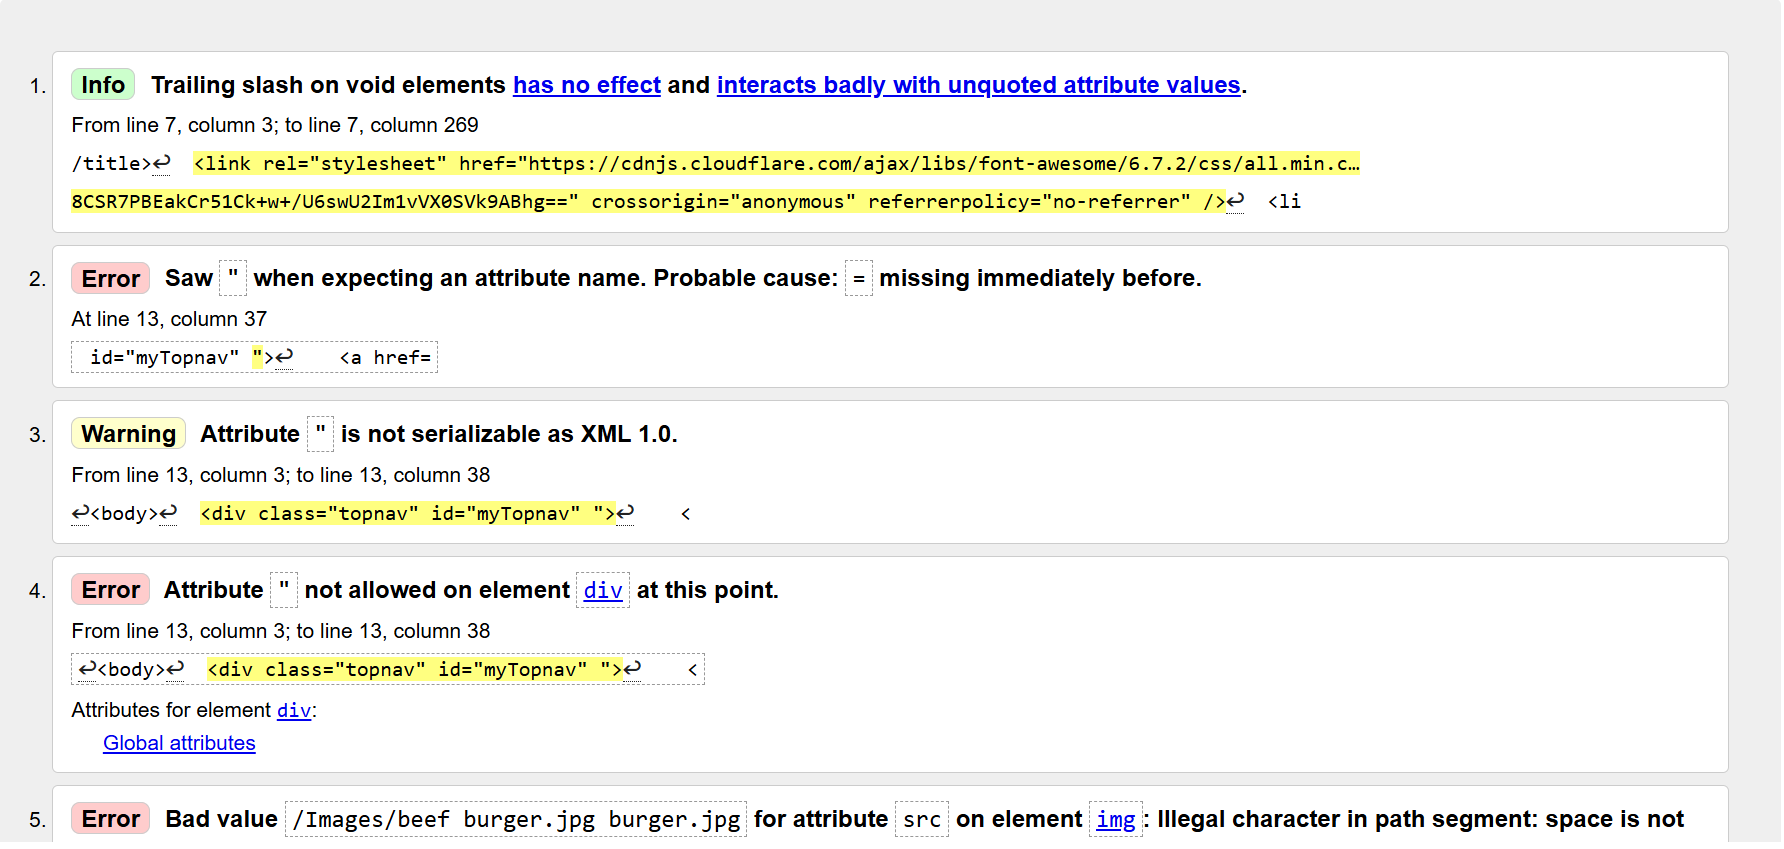 1. Info Trailing slash on void elements has no effect and interacts badly with unquoted attribute values.
From line 7, column 3; to line 7, column 269
/title>↩  <link rel="stylesheet" href="https://cdnjs.cloudflare.com/ajax/libs/font-awesome/6.7.2/css/all.min.c…
8CSR7PBEakCr51Ck+w+/U6swU2Im1vVX0SVk9ABhg==" crossorigin="anonymous" referrerpolicy="no-referrer" />↩  <li
2. Error Saw " when expecting an attribute name. Probable cause: = missing immediately before.
At line 13, column 37
id="myTopnav" ">↩    <a href=
3. Warning Attribute " is not serializable as XML 1.0.
From line 13, column 3; to line 13, column 38
↩<body>↩  <div class="topnav" id="myTopnav" ">↩    <
4. Error Attribute " not allowed on element div at this point.
From line 13, column 3; to line 13, column 38
↩<body>↩  <div class="topnav" id="myTopnav" ">↩    <
Attributes for element div:
Global attributes
5. Error Bad value /Images/beef burger.jpg burger.jpg for attribute src on element img: Illegal character in path segment: space is not